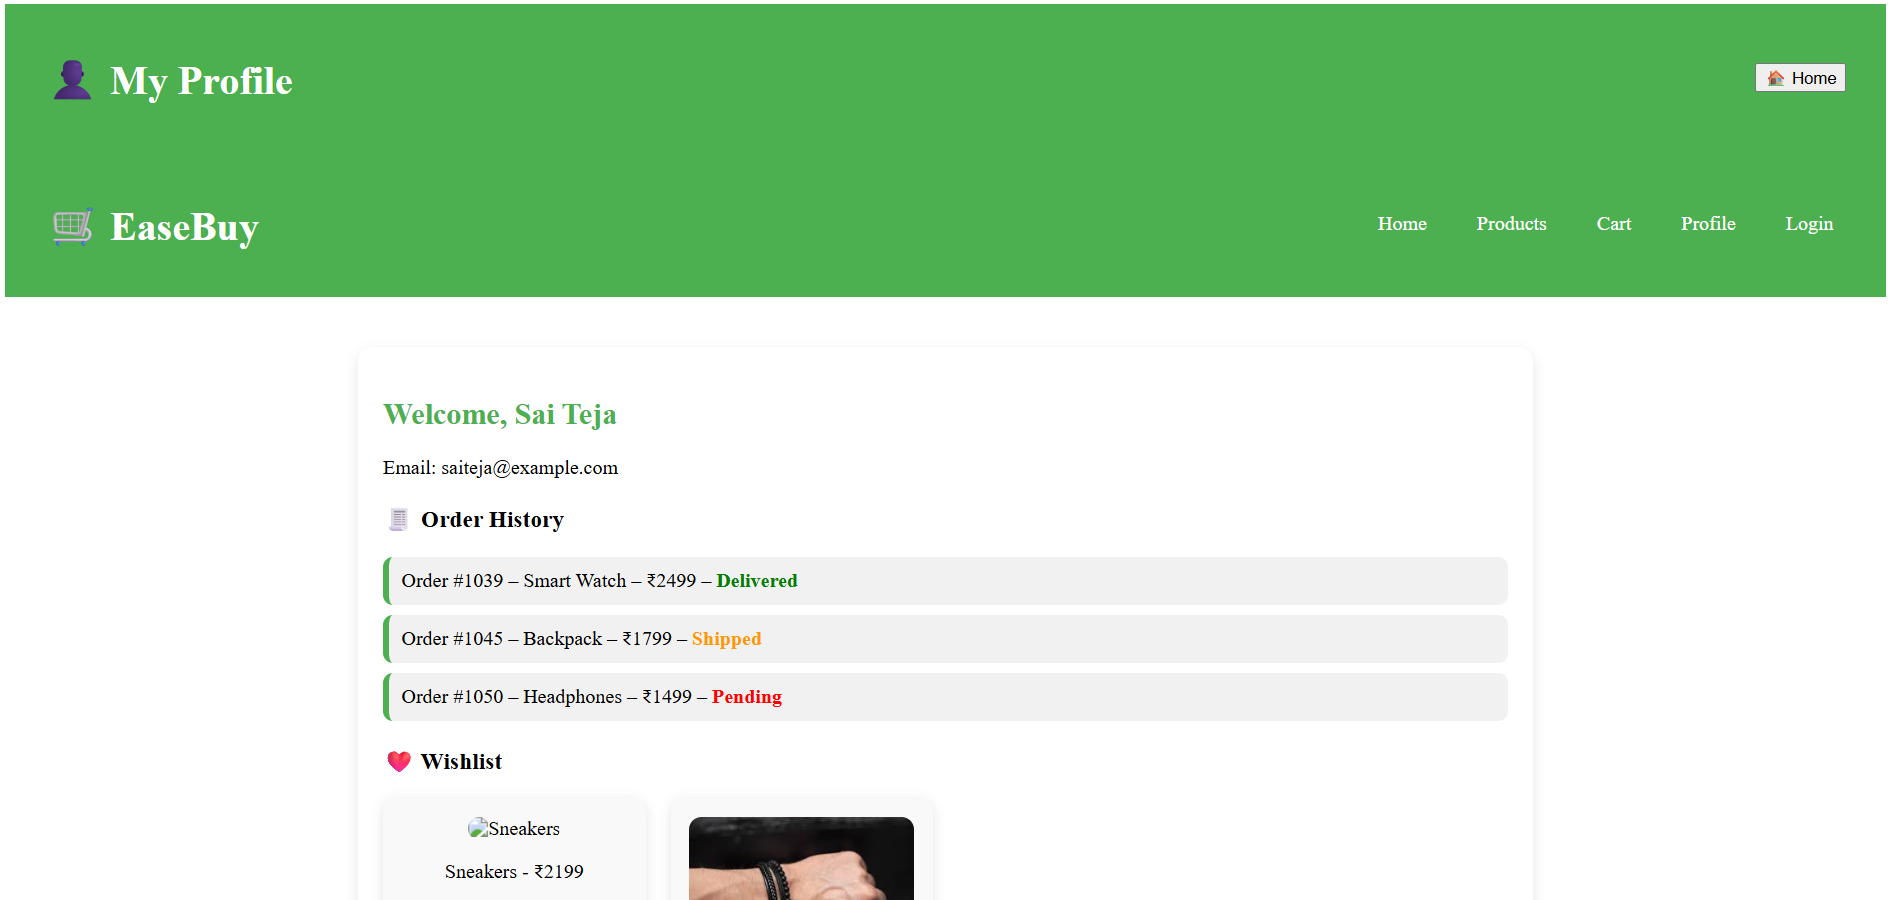 My Profile
Home
EaseBuy
Home Products Cart Profile Login
Welcome, Sai Teja
Email: saiteja@example.com
Order History
Order #1039 – Smart Watch – ₹2499 – Delivered
Order #1045 – Backpack – ₹1799 – Shipped
Order #1050 – Headphones – ₹1499 – Pending
Wishlist
Sneakers
Sneakers - ₹2199